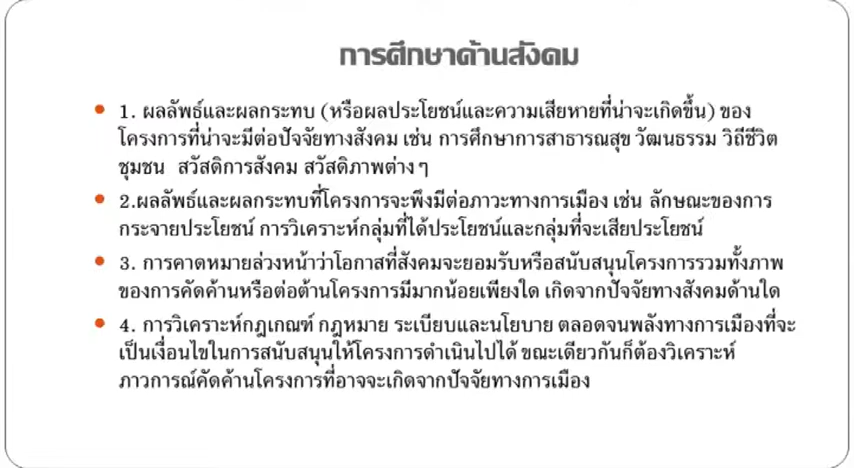 การศึกษาด้านสังคม
• 1. ผลลัพธ์และผลกระทบ (หรือผลประโยชน์และความเสียหายที่น่าจะเกิดขึ้น) ของ
โครงการที่น่าจะมีต่อปัจจัยทางสังคม เช่น การศึกษาการสาธารณสุข วัฒนธรรม วิถีชีวิต
ชุมชน สวัสดิการสังคม สวัสดิภาพต่าง ๆ
• 2.ผลลัพธ์และผลกระทบที่โครงการจะพึงมีต่อภาวะทางการเมือง เช่น ลักษณะของการ
กระจายประโยชน์ การวิเคราะห์กลุ่มที่ได้ประโยชน์และกลุ่มที่จะเสียประโยชน์
• 3. การคาดหมายล่วงหน้าว่าโอกาสที่สังคมจะยอมรับหรือสนับสนุนโครงการรวมทั้งภาพ
ของการคัดค้านหรือต่อต้านโครงการมีมากน้อยเพียงใด เกิดจากปัจจัยทางสังคมด้านใด
• 4. การวิเคราะห์กฎเกณฑ์ กฎหมาย ระเบียบและนโยบาย ตลอดจนพลังทางการเมืองที่จะ
เป็นเงื่อนไขในการสนับสนุนให้โครงการดำเนินไปได้ ขณะเดียวกันก็ต้องวิเคราะห์
ภาวการณ์คัดค้านโครงการที่อาจจะเกิดจากปัจจัยทางการเมือง